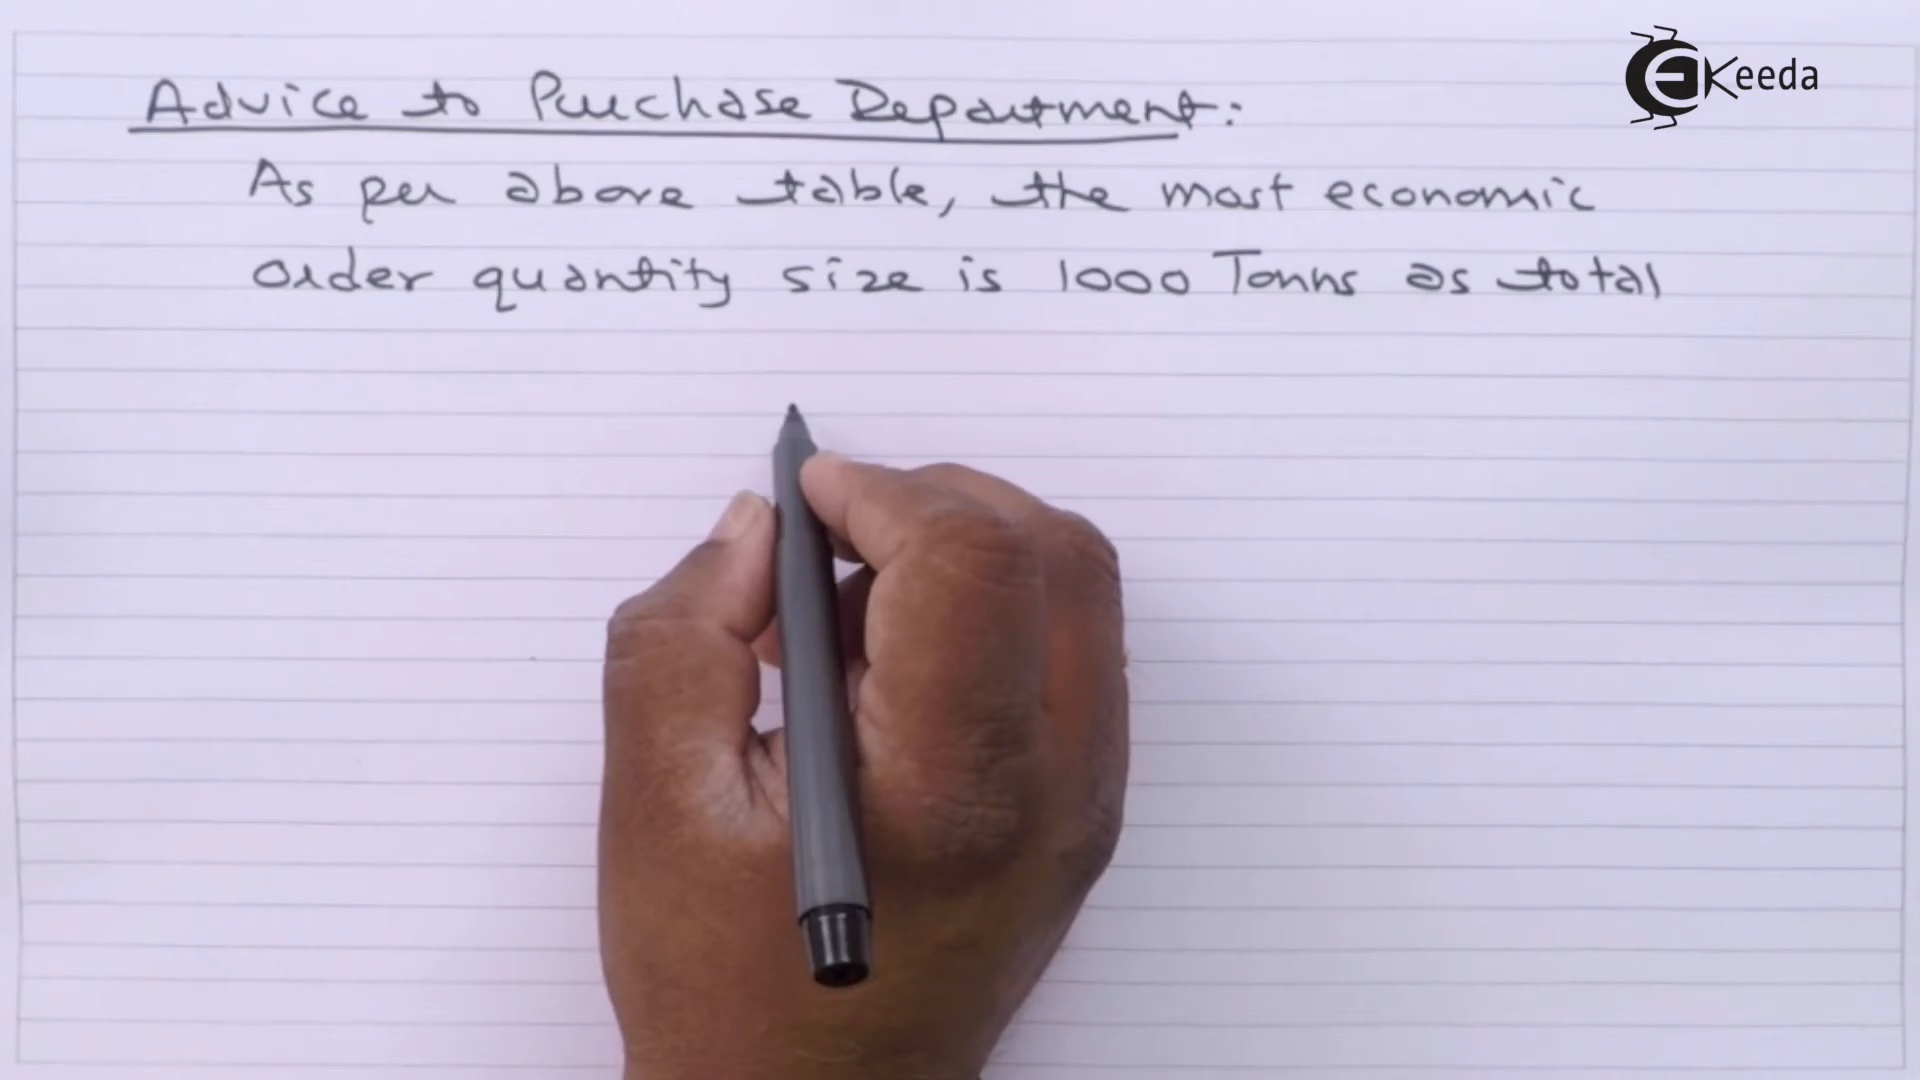 Advice to Purchase Department:
As per above table, the most economic
order quantity size is 1000 Tonns as total
EKeeda